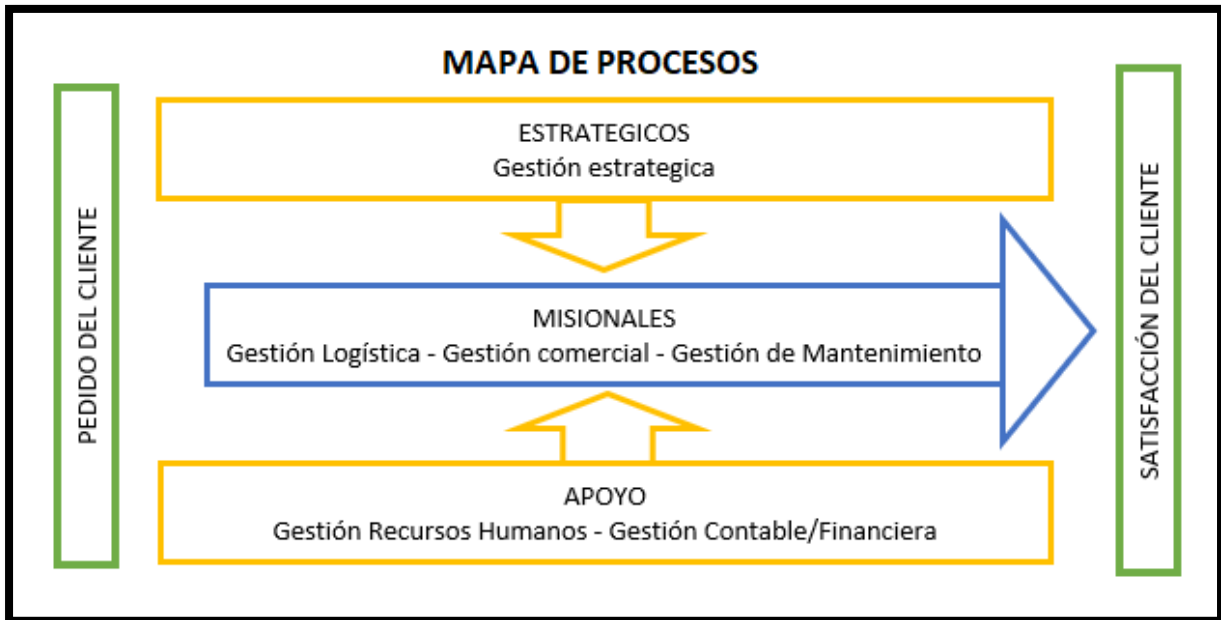 MAPA DE PROCESOS
PEDIDO DEL CLIENTE
ESTRATEGICOS
Gestión estrategica
MISIONALES
Gestión Logística - Gestión comercial - Gestión de Mantenimiento
APOYO
Gestión Recursos Humanos - Gestión Contable/Financiera
SATISFACCIÓN DEL CLIENTE